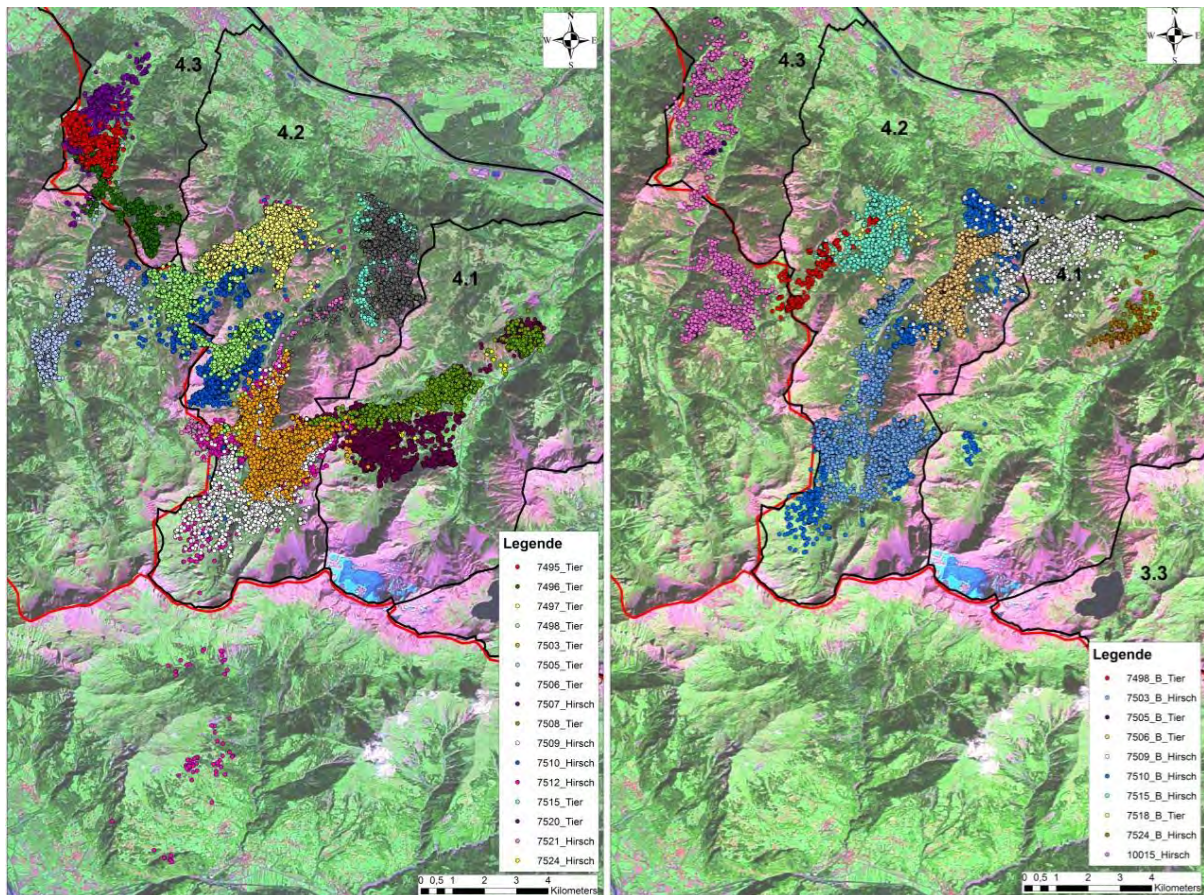 N
W E
S
4.3
4.2
4.1
Legende
7495_Tier
7496_Tier
7497_Tier
7498_Tier
7503_Tier
7505_Tier
7506_Tier
7507_Hirsch
7508_Tier
7509_Hirsch
7510_Hirsch
7512_Hirsch
7515_Tier
7520_Tier
7521_Hirsch
7524_Hirsch
0 0,5 1 2 3 4
Kilometers
N
W E
S
4.3
4.2
4.1
3.3
Legende
7498_B_Tier
7503_B_Hirsch
7505_B_Tier
7506_B_Tier
7509_B_Hirsch
7510_B_Hirsch
7515_B_Hirsch
7518_B_Tier
7524_B_Hirsch
10015_Hirsch
0 0,5 1 2 3 4
Kilometers